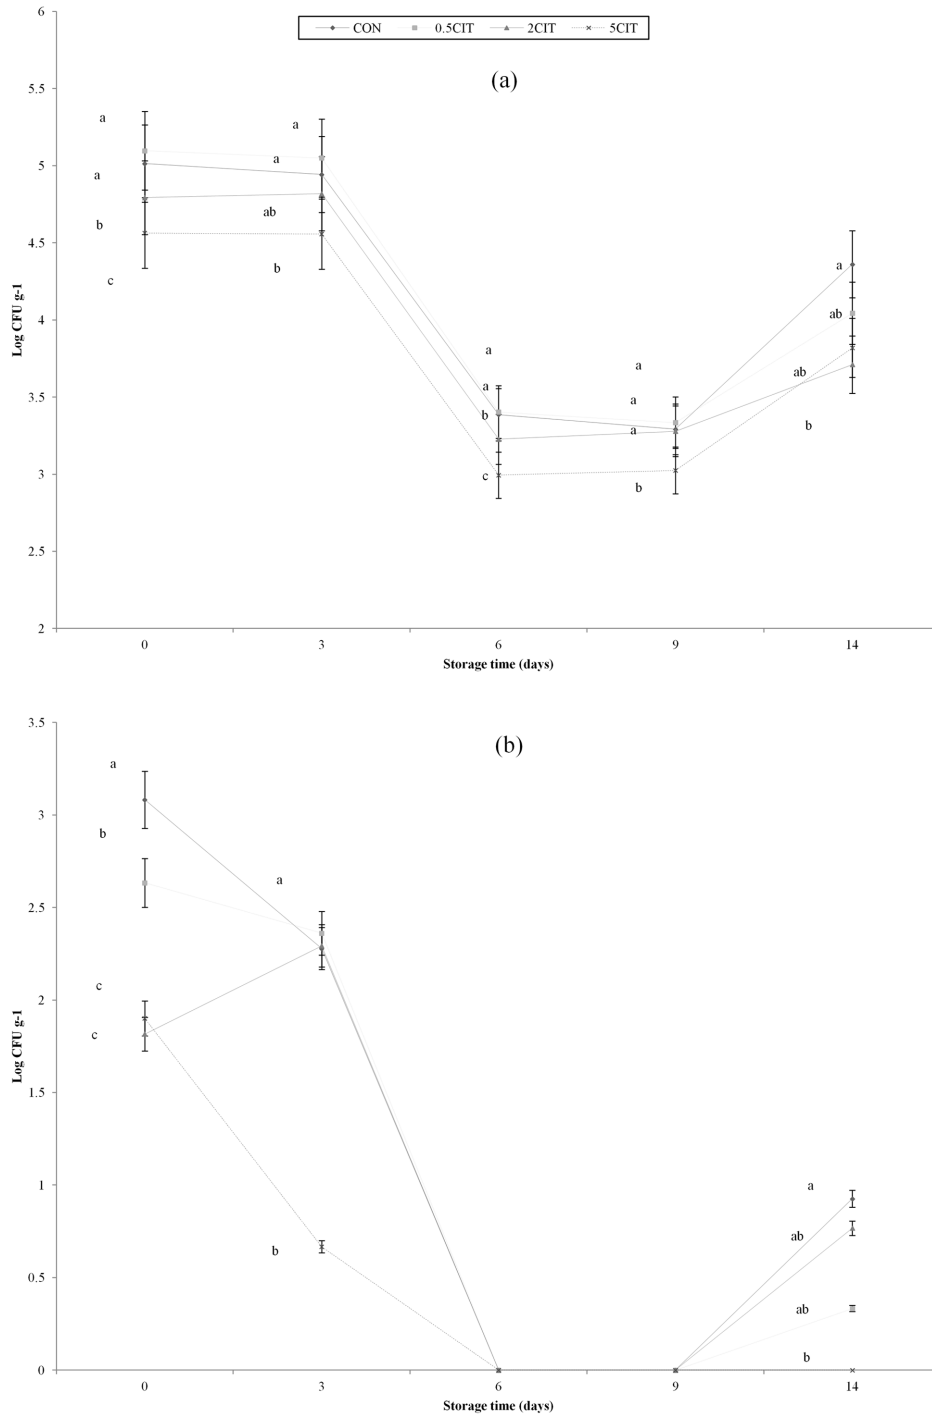 6
CON 0.5CIT 2CIT 5CIT
(a)
5.5
a a
a
5
a
ab
b
4.5
b
c
a
Log CFU g-1
4
ab
a a
ab
3.5
a a
b a
b
3
c b
2.5
2
0 3 6 9 14
Storage time (days)
3.5
(b)
a
3
b
a
2.5
c
2
c
Log CFU g-1
1.5
b
1
a
ab
0.5
ab
b
0
0 3 6 9 14
Storage time (days)